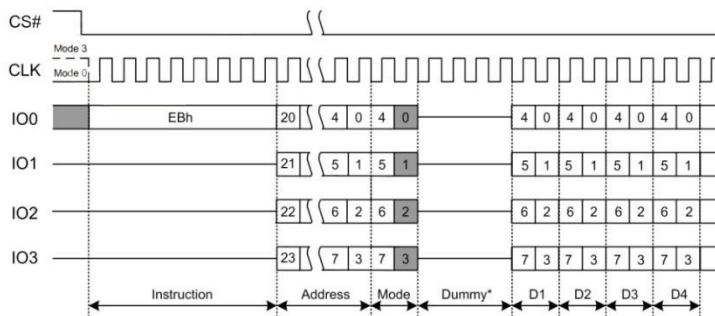 CS#
Mode 3
CLK
Mode 0
IO0 EBh 20 4 0 4 0 4 0 4 0 4 0 4 0
IO1 21 5 1 5 1 5 1 5 1 5 1 5 1
IO2 22 6 2 6 2 6 2 6 2 6 2 6 2
IO3 23 7 3 7 3 7 3 7 3 7 3 7 3
Instruction Address Mode Dummy* D1 D2 D3 D4